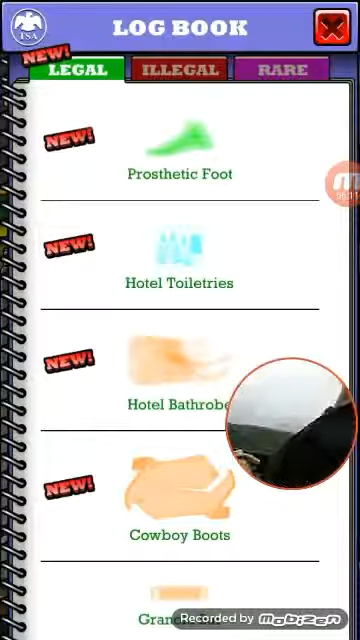 LOG BOOK
TSA
NEW!
LEGAL
ILLEGAL
RARE
NEW!
Prosthetic Foot
NEW!
Hotel Toiletries
NEW!
Hotel Bathrobe
NEW!
Cowboy Boots
Recorded by mobizen